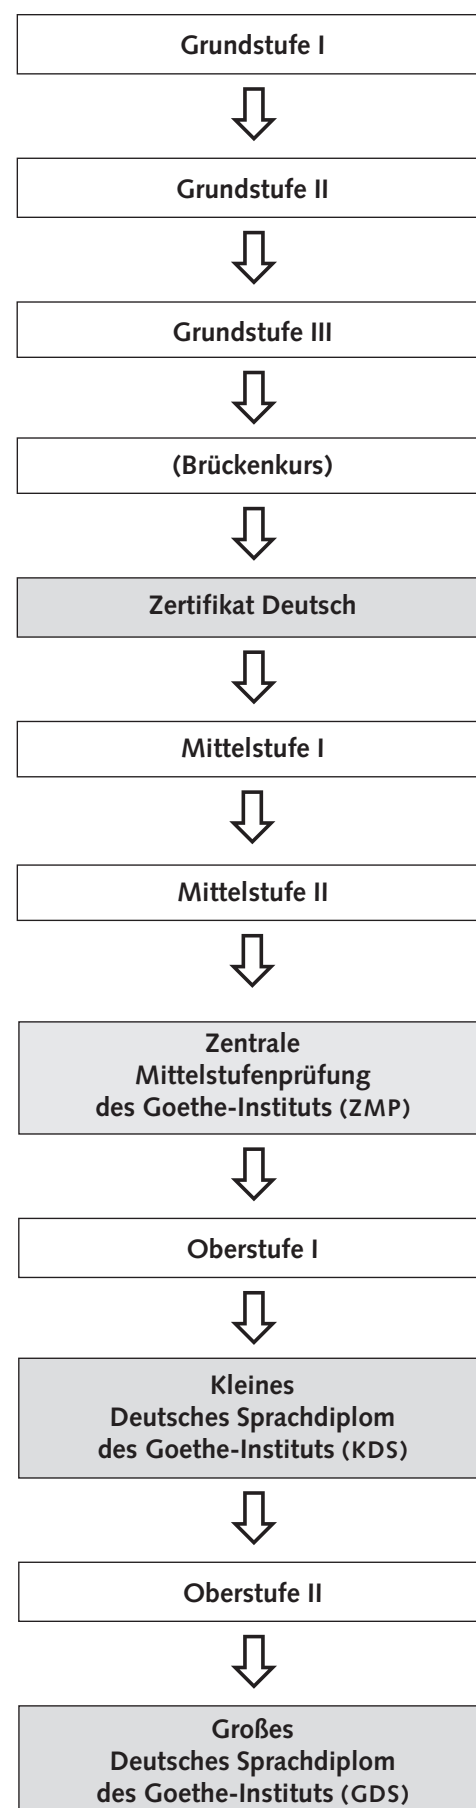 Grundstufe I
Grundstufe II
Grundstufe III
(Brückenkurs)
Zertifikat Deutsch
Mittelstufe I
Mittelstufe II
Zentrale
Mittelstufenprüfung
des Goethe-Instituts (ZMP)
Oberstufe I
Kleines
Deutsches Sprachdiplom
des Goethe-Instituts (KDS)
Oberstufe II
Großes
Deutsches Sprachdiplom
des Goethe-Instituts (GDS)